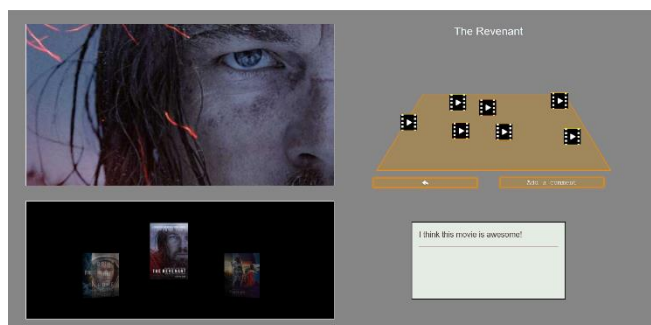 The Revenant
Add a comment
I think this movie is awesome!
THE REVENANT